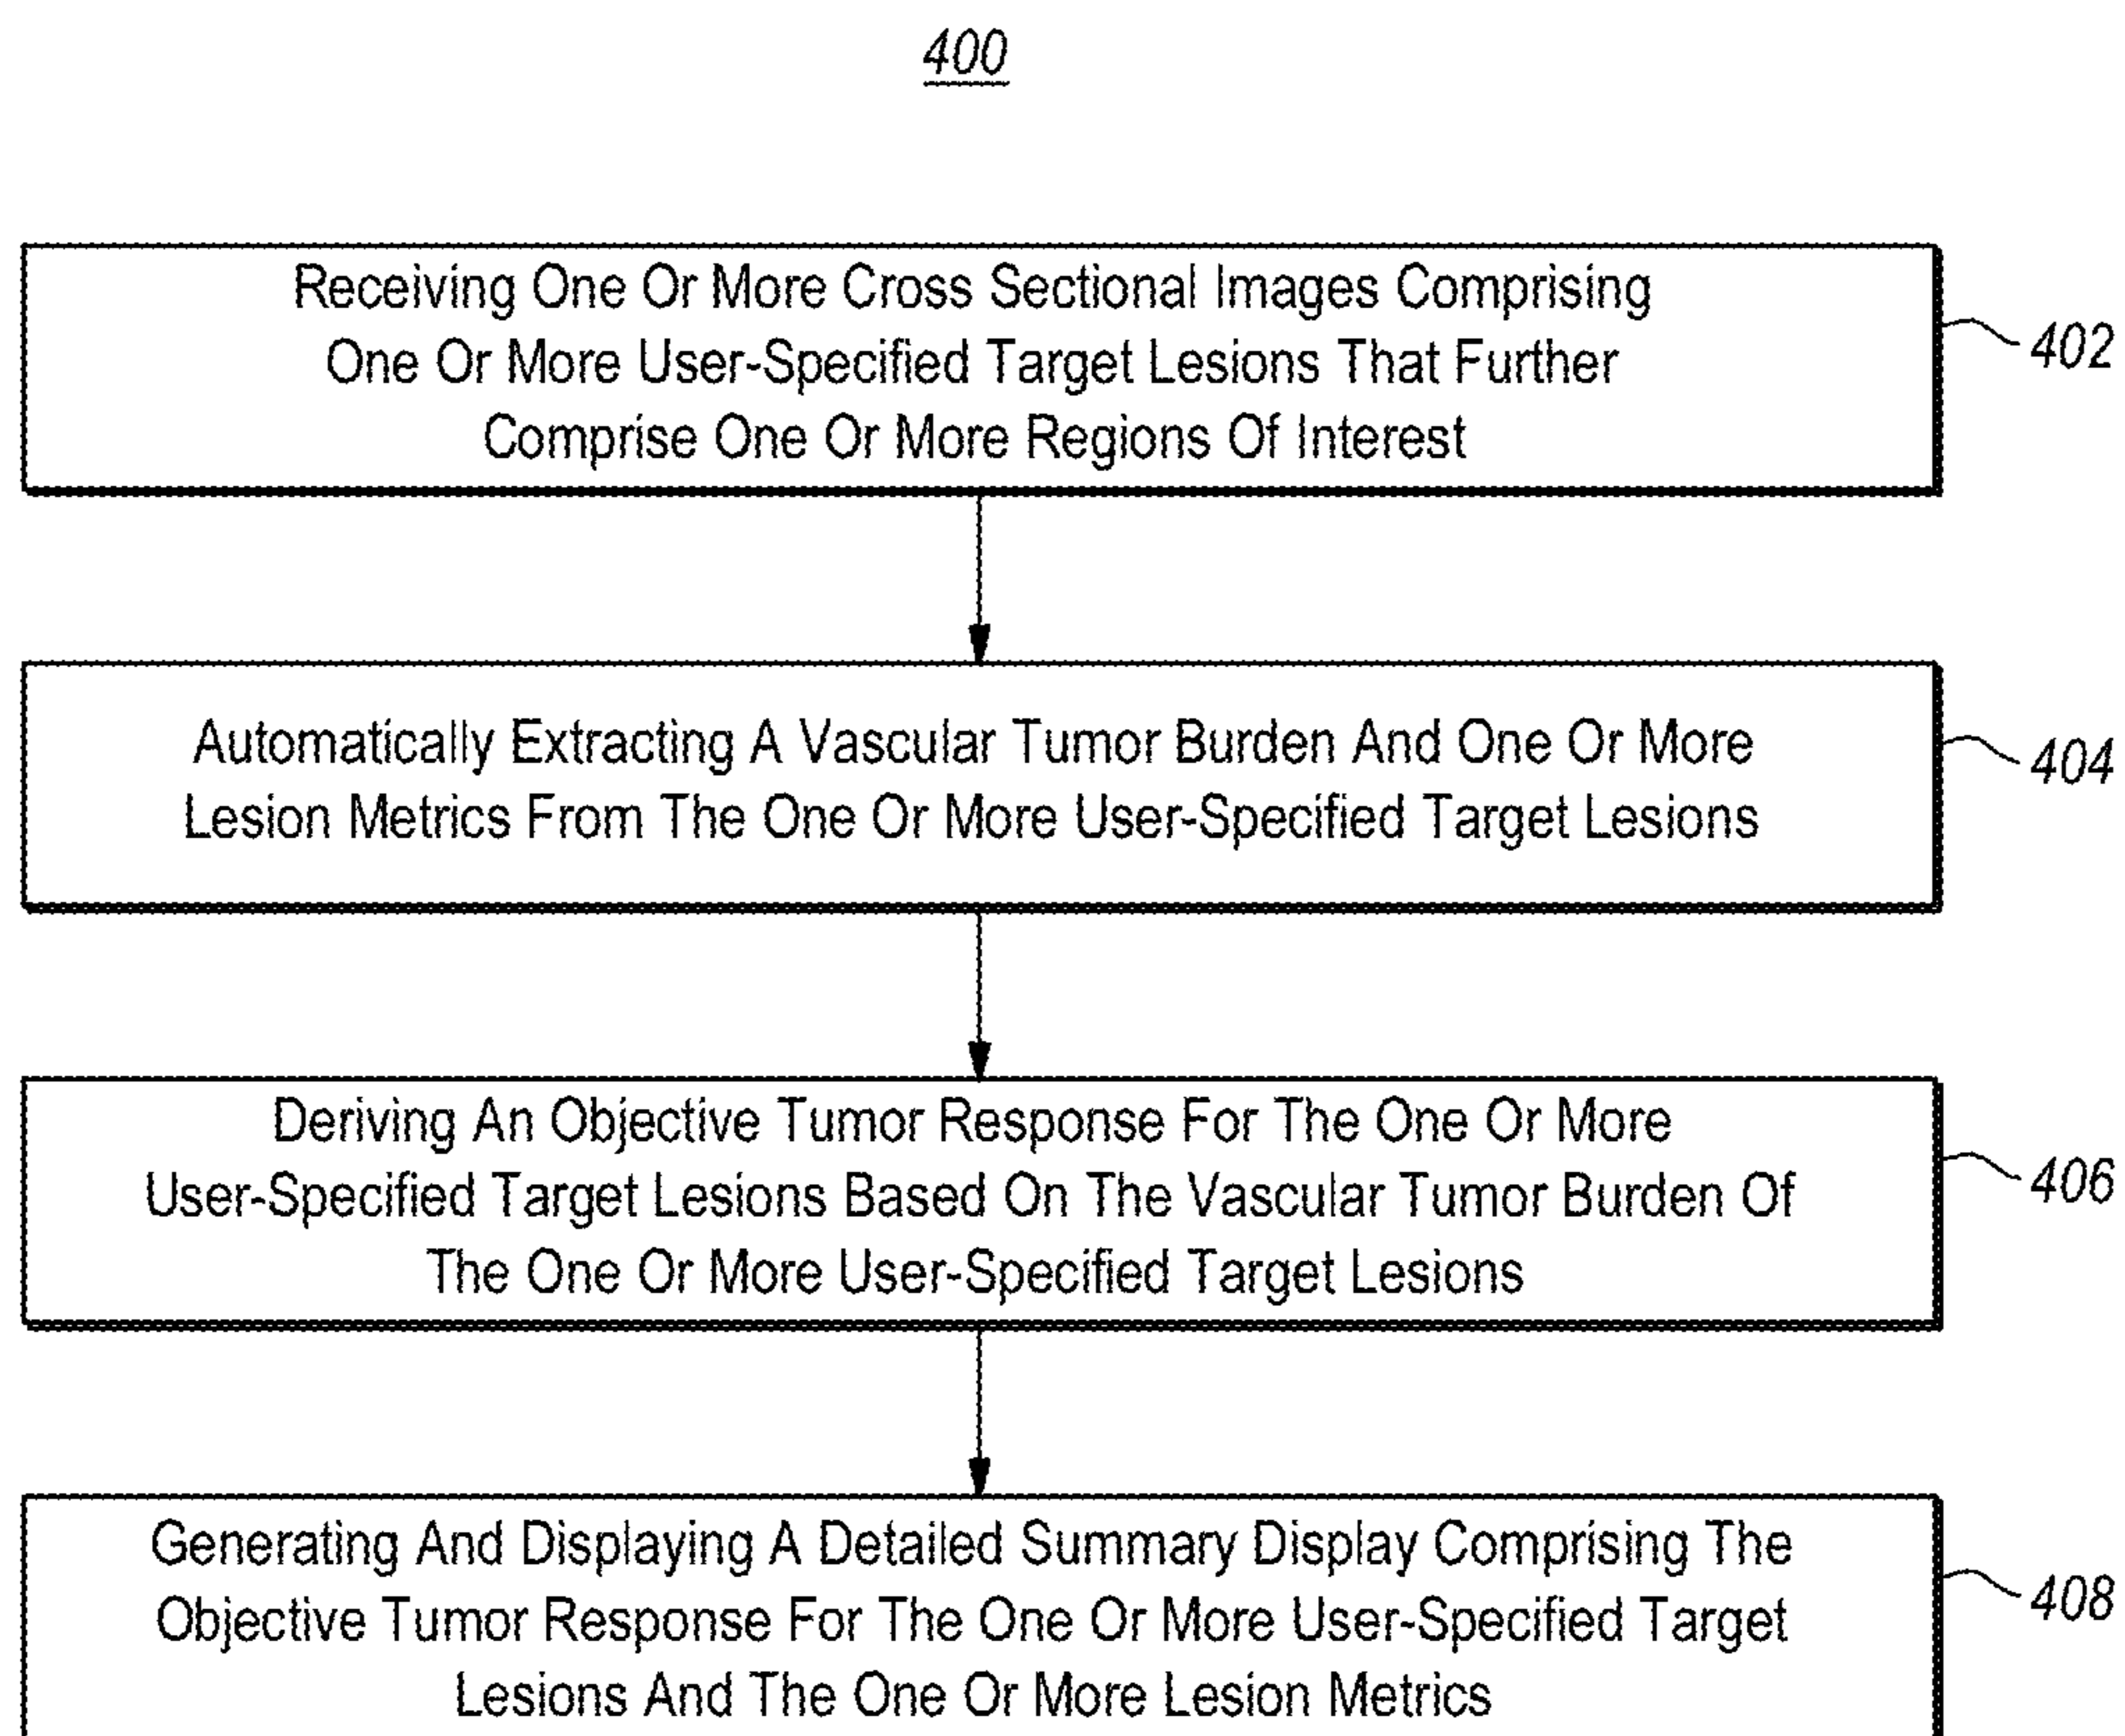 400
Receiving One Or More Cross Sectional Images Comprising
One Or More User-Specified Target Lesions That Further
Comprise One Or More Regions Of Interest
402
Automatically Extracting A Vascular Tumor Burden And One Or More
Lesion Metrics From The One Or More User-Specified Target Lesions
404
Deriving An Objective Tumor Response For The One Or More
User-Specified Target Lesions Based On The Vascular Tumor Burden Of
The One Or More User-Specified Target Lesions
406
Generating And Displaying A Detailed Summary Display Comprising The
Objective Tumor Response For The One Or More User-Specified Target
Lesions And The One Or More Lesion Metrics
408